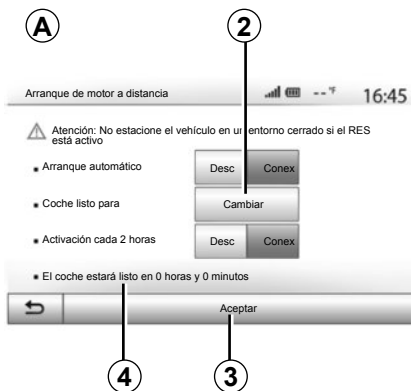 A
2
Arranque de motor a distancia -- °F 16:45
Atención: No estacione el vehículo en un entorno cerrado si el RES
está activo
Arranque automático Desc Conex
Coche listo para Cambiar
Activación cada 2 horas Desc Conex
El coche estará listo en 0 horas y 0 minutos
Aceptar
4 3